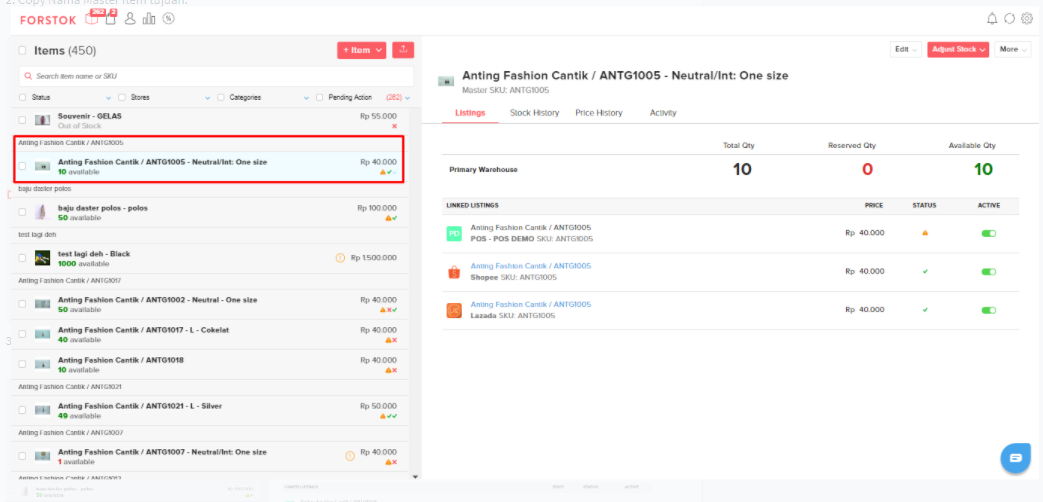 2. Copy Nama Master Item tujuan.
FORSTOK
262
2
Items (450)
+ Item
Search item name or SKU
Status
Stores
Categories
Pending Action (282)
Souvenir - GELAS
Rp 55.000
Out of Stock
Anting Fashion Cantik / ANTG1005
Anting Fashion Cantik / ANTG1005 - Neutral/Int: One size
Rp 40.000
10 available
baju daster polos
baju daster polos - polos
Rp 100.000
50 available
test lagi deh
test lagi deh - Black
Rp 1.500.000
1000 available
Anting Fashion Cantik / ANTG1017
Anting Fashion Cantik / ANTG1002 - Neutral - One size
Rp 40.000
50 available
Anting Fashion Cantik / ANTG1017 - L - Cokelat
Rp 40.000
40 available
3
Anting Fashion Cantik / ANTG1018
Rp 40.000
10 available
Anting Fashion Cantik / ANTG1021
Anting Fashion Cantik / ANTG1021 - L - Silver
Rp 50.000
49 available
Anting Fashion Cantik / ANTG1007
Anting Fashion Cantik / ANTG1007 - Neutral/Int: One size
Rp 40.000
1 available
Anting Fashion Cantik / ANTG1012
Edit
Adjust Stock
More
Anting Fashion Cantik / ANTG1005 - Neutral/Int: One size
Master SKU: ANTG1005
Listings
Stock History
Price History
Activity
Total Qty
Reserved Qty
Available Qty
Primary Warehouse
10
0
10
LINKED LISTINGS
PRICE
STATUS
ACTIVE
PD
Anting Fashion Cantik / ANTG1005
POS - POS DEMO SKU: ANTG1005
Rp 40.000
Anting Fashion Cantik / ANTG1005
Shopee SKU: ANTG1005
Rp 40.000
Anting Fashion Cantik / ANTG1005
Lazada SKU: ANTG1005
Rp 40.000